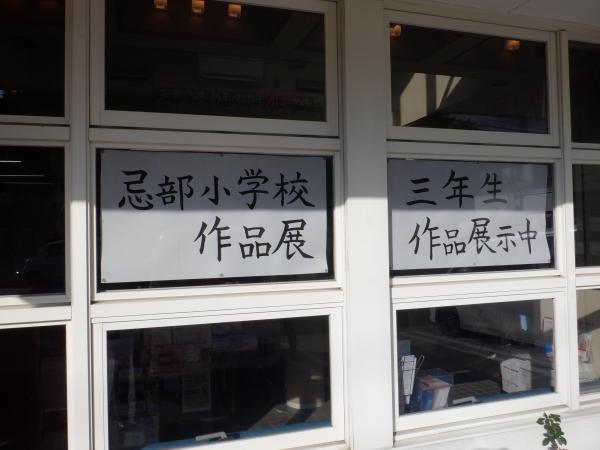 忌部小学校
作品展
三年生
作品展示中